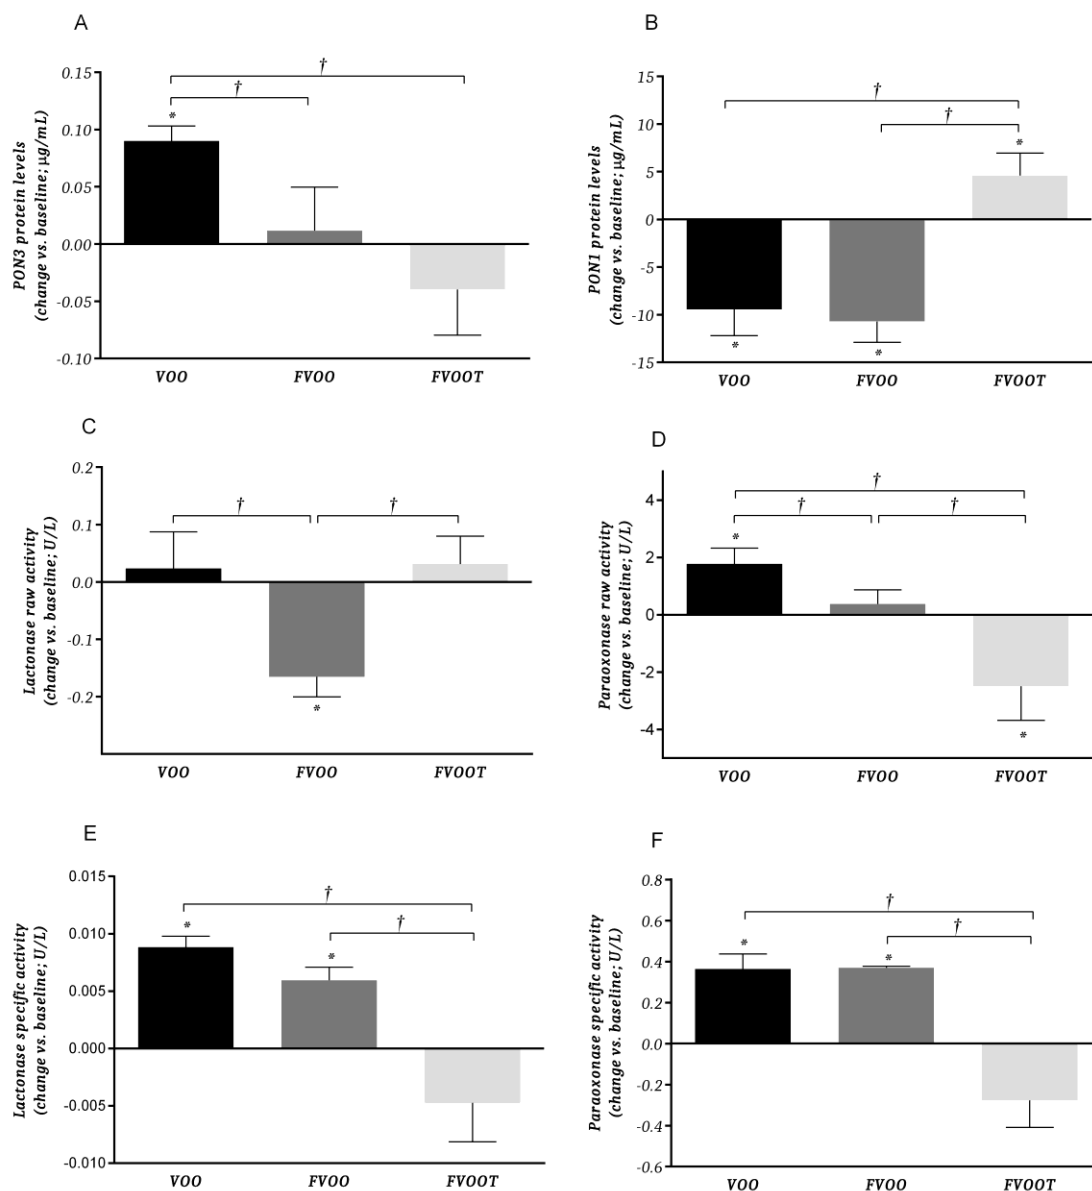 A
PON3 protein levels
(change vs. baseline; µg/mL)
0.15
0.10
0.05
0.00
-0.05
-0.10
†
†
*
VOO FVOO FVOOT
B
PON1 protein levels
(change vs. baseline; µg/mL)
15
10
5
0
-5
-10
-15
†
†
*
*
*
VOO FVOO FVOOT
C
Lactonase raw activity
(change vs. baseline; U/L)
0.2
0.1
0.0
-0.1
-0.2
†
†
*
VOO FVOO FVOOT
D
Paraoxonase raw activity
(change vs. baseline; U/L)
4
2
0
-2
-4
†
†
†
*
*
VOO FVOO FVOOT
E
Lactonase specific activity
(change vs. baseline; U/L)
0.015
0.010
0.005
0.000
-0.005
-0.010
†
†
*
*
VOO FVOO FVOOT
F
Paraoxonase specific activity
(change vs. baseline; U/L)
0.8
0.6
0.4
0.2
0.0
-0.2
-0.4
-0.6
†
†
*
*
VOO FVOO FVOOT